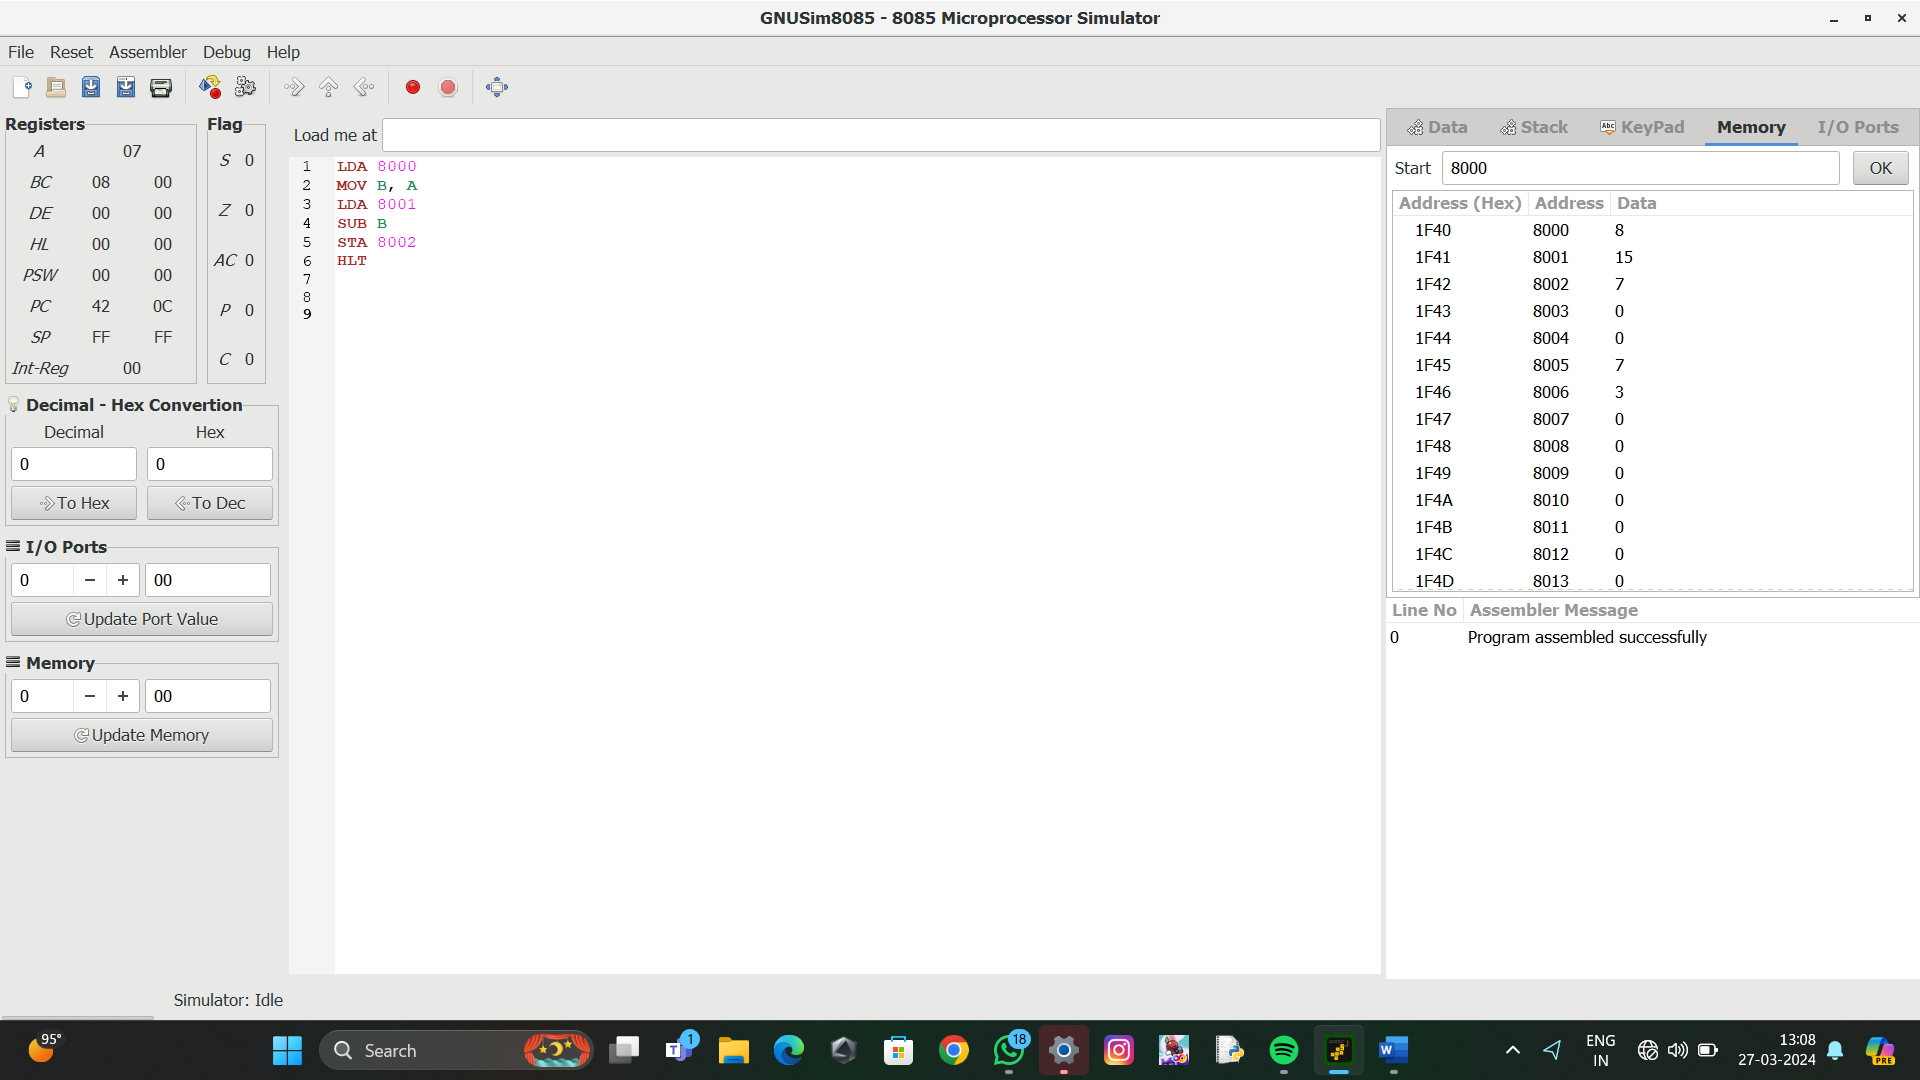 GNUSim8085 - 8085 Microprocessor Simulator
File Reset Assembler Debug Help
Registers
A 07
BC 08 00
DE 00 00
HL 00 00
PSW 00 00
PC 42 0C
SP FF FF
Int-Reg 00
Flag
S 0
Z 0
AC 0
P 0
C 0
Decimal - Hex Convertion
Decimal Hex
0 0
To Hex To Dec
I/O Ports
0 − + 00
Update Port Value
Memory
0 − + 00
Update Memory
Load me at
1 LDA 8000
2 MOV B, A
3 LDA 8001
4 SUB B
5 STA 8002
6 HLT
7
8
9
Data Stack Abc KeyPad Memory I/O Ports
Start 8000 OK
Address (Hex) Address Data
1F40 8000 8
1F41 8001 15
1F42 8002 7
1F43 8003 0
1F44 8004 0
1F45 8005 7
1F46 8006 3
1F47 8007 0
1F48 8008 0
1F49 8009 0
1F4A 8010 0
1F4B 8011 0
1F4C 8012 0
1F4D 8013 0
Line No Assembler Message
0 Program assembled successfully
Simulator: Idle
95°
Search
1
18
ENG
IN
13:08
27-03-2024
PRE